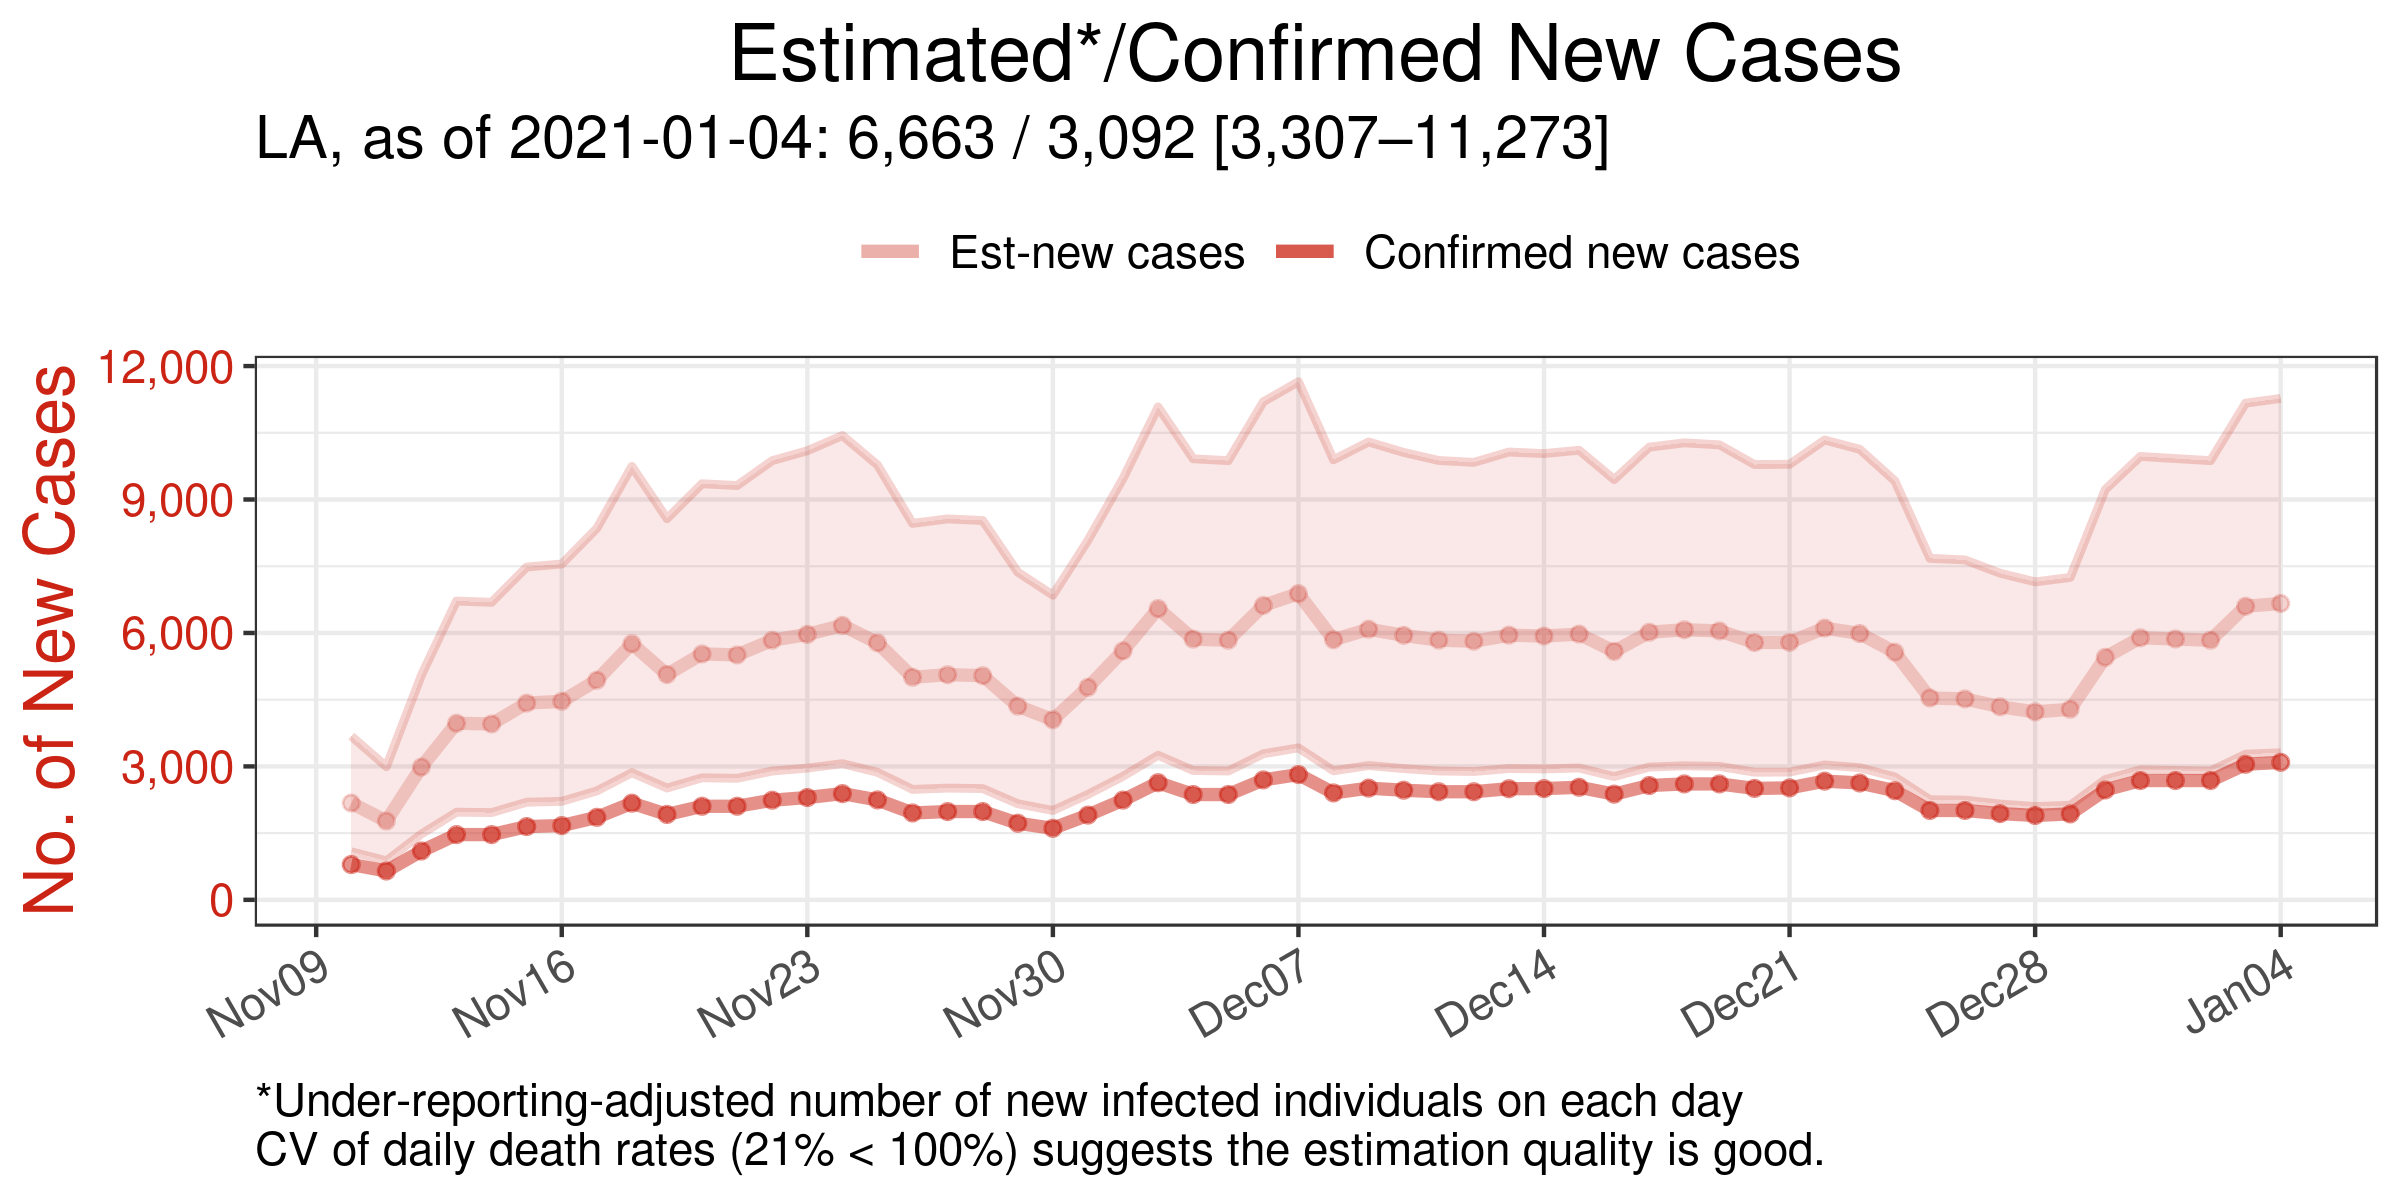 Estimated*/Confirmed New Cases
LA, as of 2021-01-04: 6,663 / 3,092 [3,307–11,273]
Est-new cases Confirmed new cases
No. of New Cases
12,000
9,000
6,000
3,000
0
Nov09 Nov16 Nov23 Nov30 Dec07 Dec14 Dec21 Dec28 Jan04
*Under-reporting-adjusted number of new infected individuals on each day
CV of daily death rates (21% < 100%) suggests the estimation quality is good.